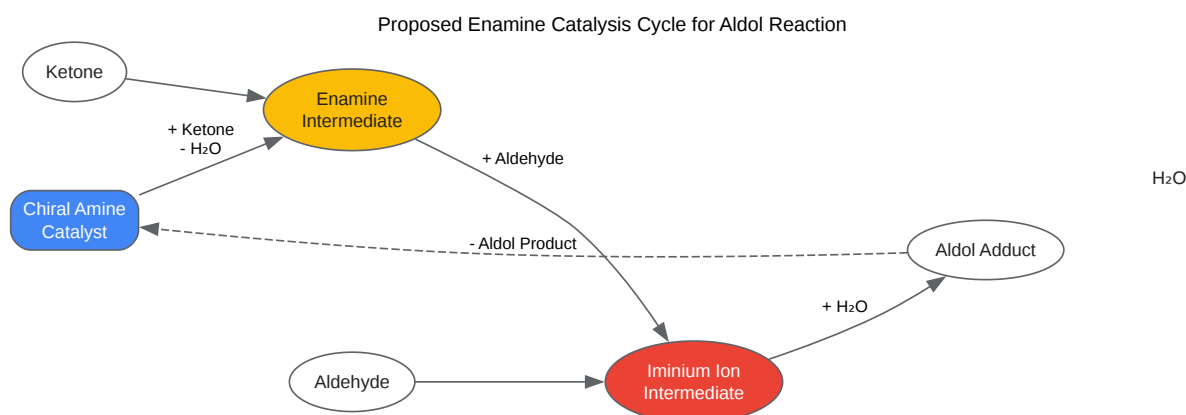 Proposed Enamine Catalysis Cycle for Aldol Reaction
Ketone
Enamine
Intermediate
+ Ketone
- H₂O
+ Aldehyde
H₂O
Chiral Amine
Catalyst
- Aldol Product
Aldol Adduct
+ H₂O
Aldehyde
Iminium Ion
Intermediate